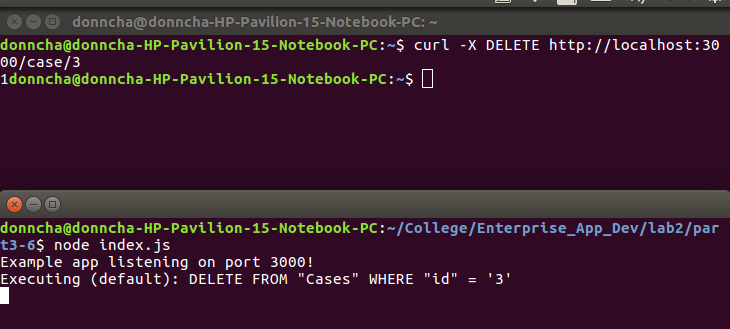 donncha@donncha-HP-Pavilion-15-Notebook-PC: ~
donncha@donncha-HP-Pavilion-15-Notebook-PC:~$ curl -X DELETE http://localhost:30
00/case/3
1donncha@donncha-HP-Pavilion-15-Notebook-PC:~$
donncha@donncha-HP-Pavilion-15-Notebook-PC:~/College/Enterprise_App_Dev/lab2/par
t3-6$ node index.js
Example app listening on port 3000!
Executing (default): DELETE FROM "Cases" WHERE "id" = '3'